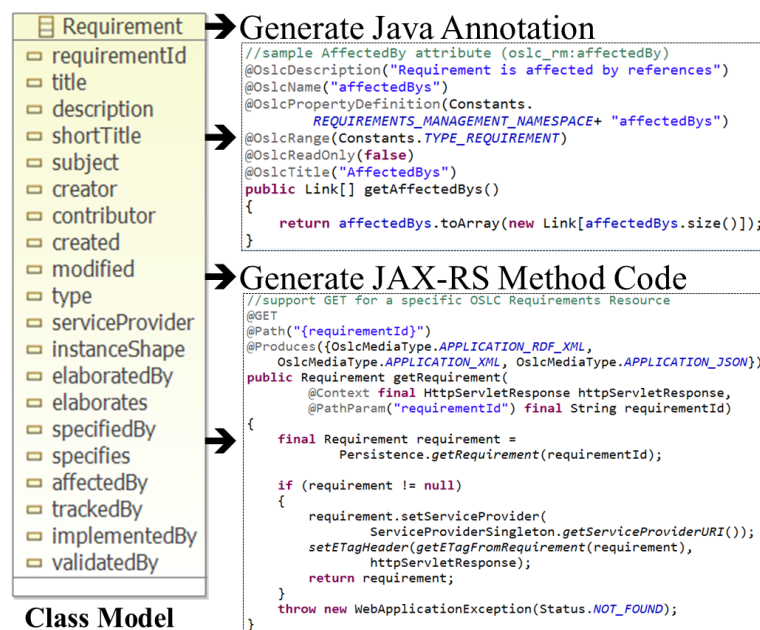 Requirement
requirementId
title
description
shortTitle
subject
creator
contributor
created
modified
type
serviceProvider
instanceShape
elaboratedBy
elaborates
specifiedBy
specifies
affectedBy
trackedBy
implementedBy
validatedBy
Class Model
Generate Java Annotation
//sample AffectedBy attribute (oslc_rm:affectedBy)
@OslcDescription("Requirement is affected by references")
@OslcName("affectedBys")
@OslcPropertyDefinition(Constants.
REQUIREMENTS_MANAGEMENT_NAMESPACE+ "affectedBys")
@OslcRange(Constants.TYPE_REQUIREMENT)
@OslcReadOnly(false)
@OslcTitle("AffectedBys")
public Link[] getAffectedBys()
{
return affectedBys.toArray(new Link[affectedBys.size()]);
}
Generate JAX-RS Method Code
//support GET for a specific OSLC Requirements Resource
@GET
@Path("{requirementId}")
@Produces({OslcMediaType.APPLICATION_RDF_XML,
OslcMediaType.APPLICATION_XML, OslcMediaType.APPLICATION_JSON})
public Requirement getRequirement(
@Context final HttpServletResponse httpServletResponse,
@PathParam("requirementId") final String requirementId)
{
final Requirement requirement =
Persistence.getRequirement(requirementId);
if (requirement != null)
{
requirement.setServiceProvider(
ServiceProviderSingleton.getServiceProviderURI());
setETagHeader(getETagFromRequirement(requirement),
httpServletResponse);
return requirement;
}
throw new WebApplicationException(Status.NOT_FOUND);
}